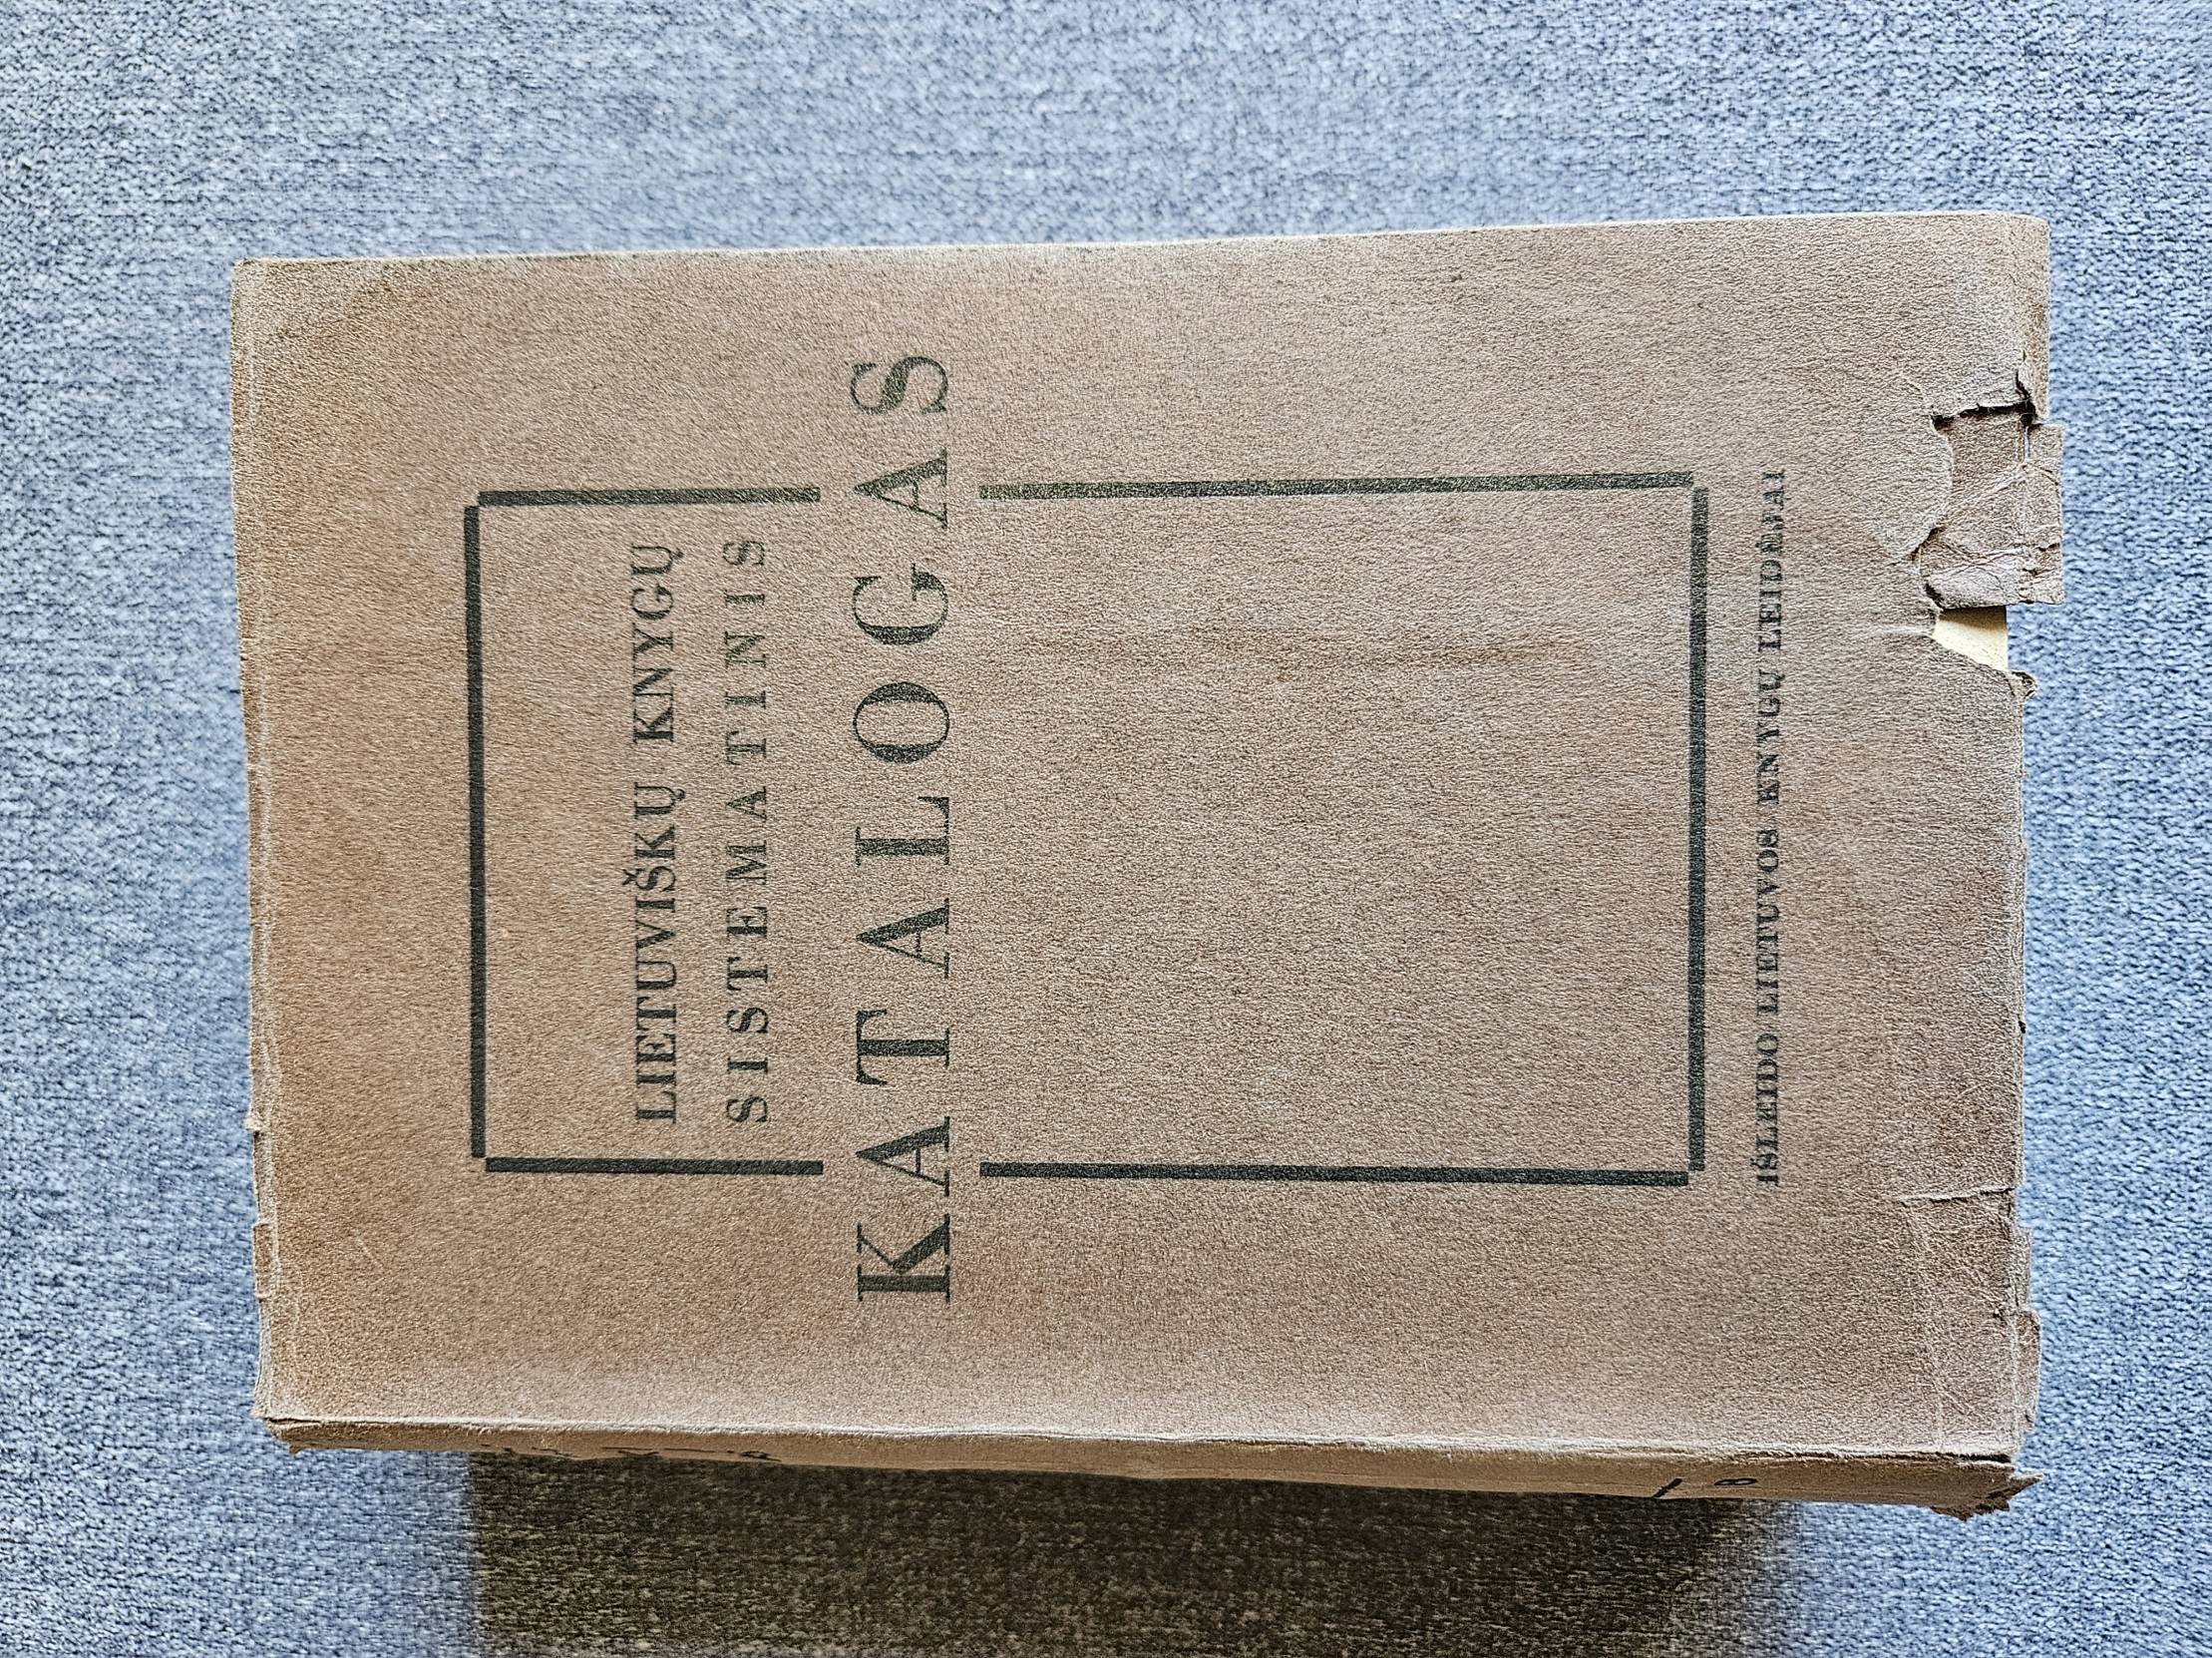 LIETUVIŠKŲ KNYGŲ
SISTEMATINIS
KATALOGAS
IŠLEIDO LIETUVOS KNYGŲ LEIDĖJAI